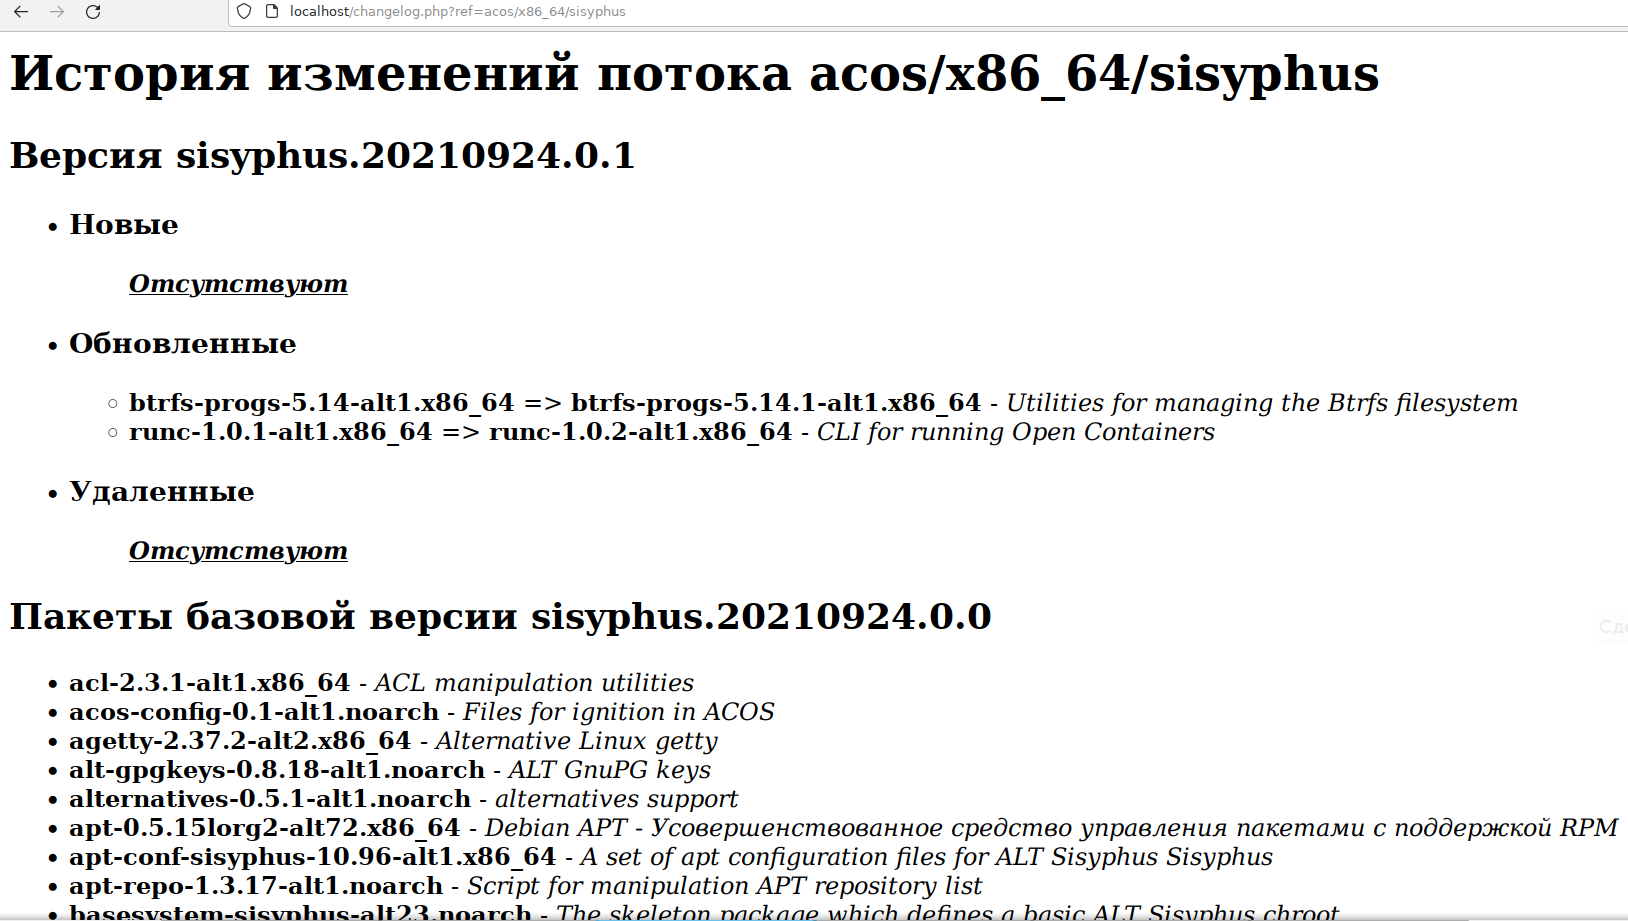 localhost/changelog.php?ref=acos/x86_64/sisyphus
История изменений потока acos/x86_64/sisyphus
Версия sisyphus.20210924.0.1
• Новые
Отсутствуют
• Обновленные
◦ btrfs-progs-5.14-alt1.x86_64 => btrfs-progs-5.14.1-alt1.x86_64 - Utilities for managing the Btrfs filesystem
◦ runc-1.0.1-alt1.x86_64 => runc-1.0.2-alt1.x86_64 - CLI for running Open Containers
• Удаленные
Отсутствуют
Пакеты базовой версии sisyphus.20210924.0.0
• acl-2.3.1-alt1.x86_64 - ACL manipulation utilities
• acos-config-0.1-alt1.noarch - Files for ignition in ACOS
• agetty-2.37.2-alt2.x86_64 - Alternative Linux getty
• alt-gpgkeys-0.8.18-alt1.noarch - ALT GnuPG keys
• alternatives-0.5.1-alt1.noarch - alternatives support
• apt-0.5.15lorg2-alt72.x86_64 - Debian APT - Усовершенствованное средство управления пакетами с поддержкой RPM
• apt-conf-sisyphus-10.96-alt1.x86_64 - A set of apt configuration files for ALT Sisyphus Sisyphus
• apt-repo-1.3.17-alt1.noarch - Script for manipulation APT repository list
• basesystem-sisyphus-alt23.noarch - The skeleton package which defines a basic ALT Sisyphus chroot